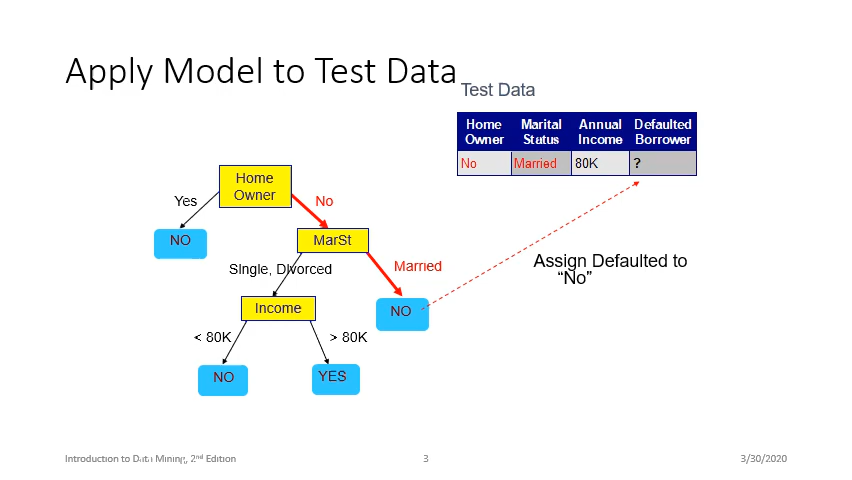 Apply Model to Test Data
Test Data
Home Owner Marital Status Annual Income Defaulted Borrower
No Married 80K ?
Home
Owner
Yes
No
NO
MarSt
Single, Divorced
Married
Assign Defaulted to
“No”
Income
NO
< 80K
> 80K
NO
YES
Introduction to Data Mining, 2nd Edition
3
3/30/2020